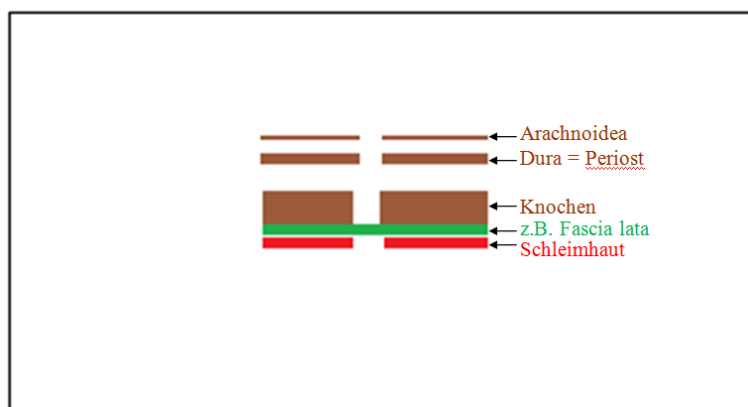 Arachnoidea
Dura = Periost
Knochen
z.B. Fascia lata
Schleimhaut